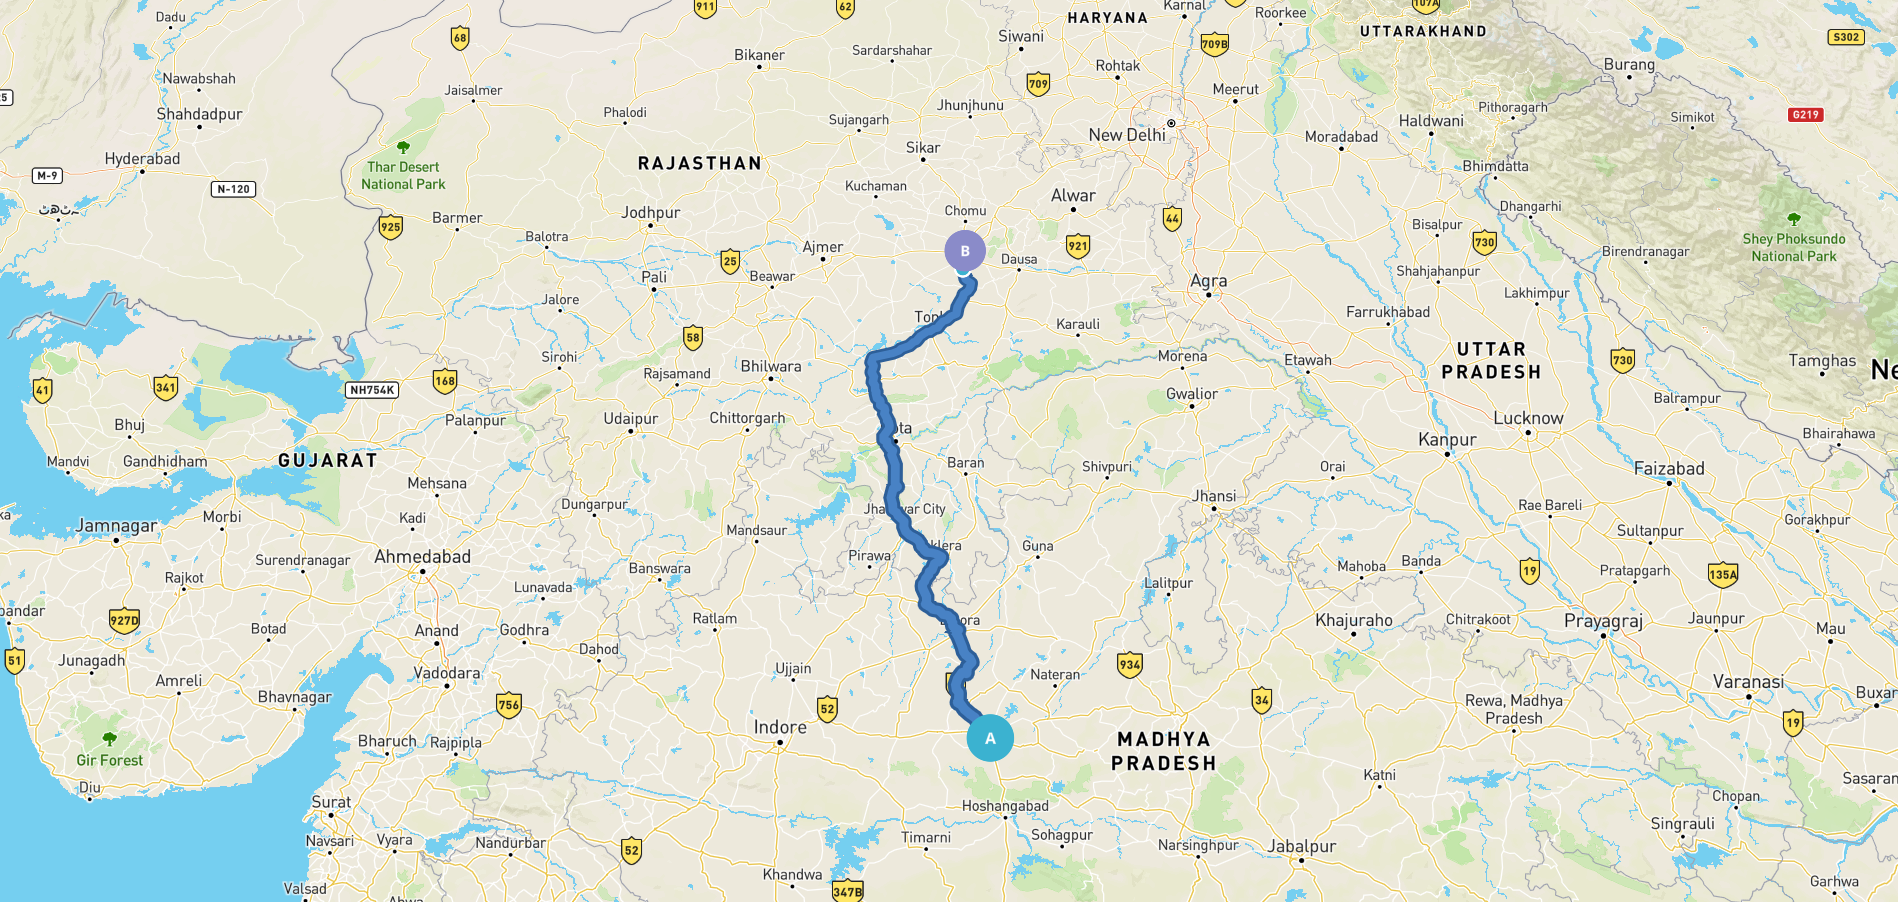 Dadu
911
62
Karnal
Roorkee
107A
HARYANA
68
Siwani
UTTARAKHAND
S302
709B
Bikaner
Sardarshahar
Rohtak
Burang
Nawabshah
709
Meerut
Jaisalmer
Jhunjhunu
Pithoragarh
Shahdadpur
Phalodi
Sujangarh
Haldwani
Simikot
G219
New Delhi
Moradabad
Hyderabad
Sikar
RAJASTHAN
Bhimdatta
Thar Desert
National Park
M-9
N-120
Kuchaman
Alwar
Dhangarhi
Barmer
Jodhpur
Chomu
44
Bisalpur
Shey Phoksundo
National Park
925
Balotra
Ajmer
B
921
730
Birendranagar
25
Beawar
Dausa
Pali
Agra
Shahjahanpur
Lakhimpur
Jalore
Farrukhabad
Karauli
58
UTTAR
PRADESH
Sirohi
Rajsamand
Bhilwara
Morena
Etawah
730
Tamghas
Ne
41
341
NH754K
168
Gwalior
Balrampur
Bhuj
Palanpur
Udaipur
Chittorgarh
Lucknow
Bhairahawa
Kanpur
Mandvi
Gandhidham
GUJARAT
Baran
Shivpuri
Orai
Faizabad
Mehsana
Dungarpur
Jhansi
Rae Bareli
Jamnagar
Morbi
Kadi
Mandsaur
City
Gorakhpur
Sultanpur
Ahmedabad
Surendranagar
Pirawa
Guna
Rajkot
Lunavada
Banswara
Lalitpur
Mahoba
Banda
19
Pratapgarh
135A
927D
Botad
Anand
Godhra
Ratlam
Khajuraho
Chitrakoot
Prayagraj
Jaunpur
Mau
51
Junagadh
Dahod
Vadodara
Ujjain
Nateran
934
Amreli
Bhavnagar
756
52
34
Rewa, Madhya
Pradesh
Varanasi
19
Gir Forest
Bharuch
Rajpipla
Indore
A
MADHYA
PRADESH
Diu
Surat
Katni
Hoshangabad
Chopan
Navsari
Vyara
Nandurbar
52
Timarni
Sohagpur
Narsinghpur
Jabalpur
Singrauli
Valsad
Khandwa
347B
Garhwa